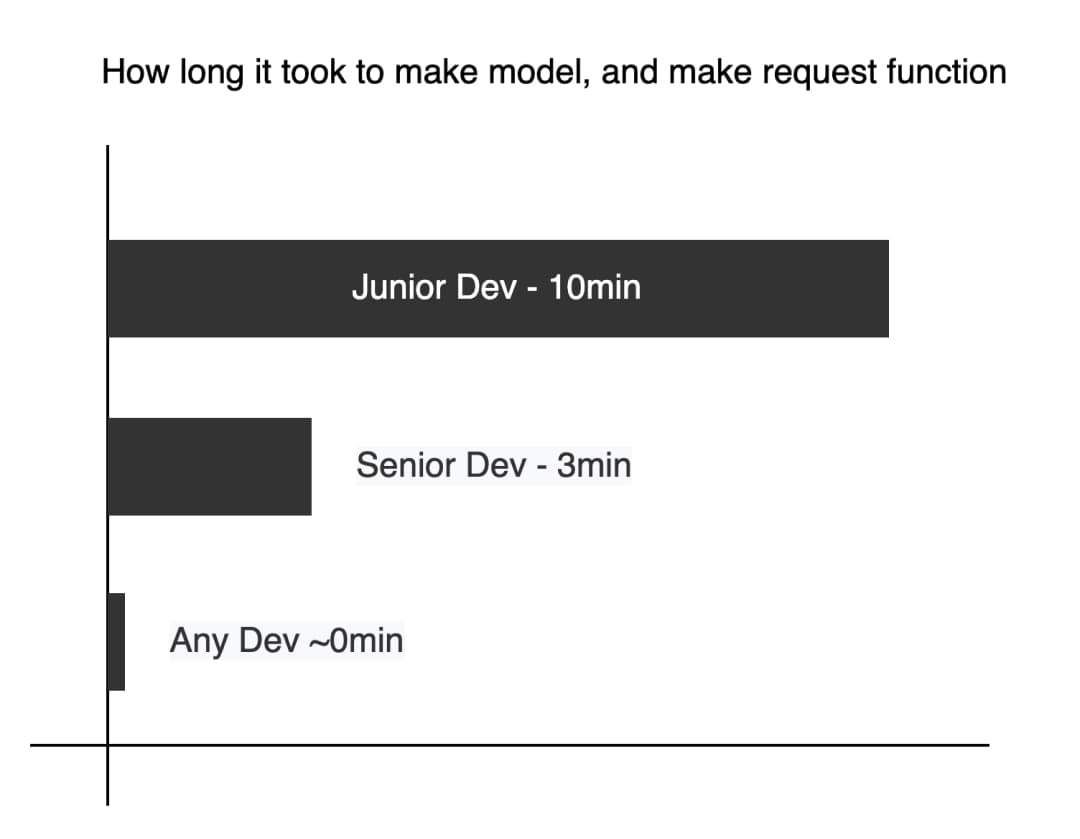 How long it took to make model, and make request function
Junior Dev - 10min
Senior Dev - 3min
Any Dev ~0min